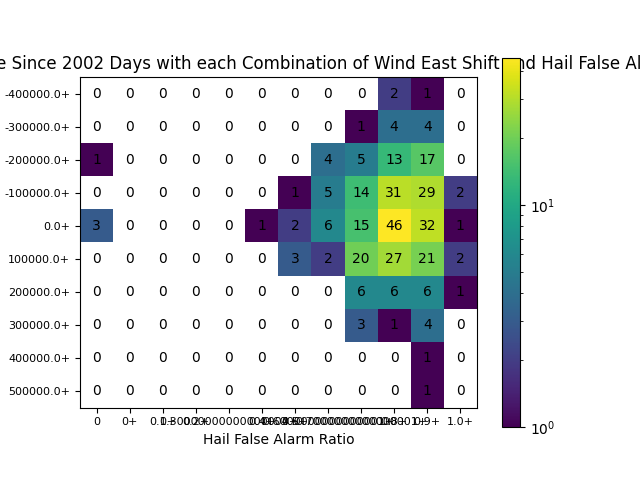 e Since 2002 Days with each Combination of Wind East Shift and Hail False Al
-400000.0+ 0 0 0 0 0 0 0 0 0 2 1 0
-300000.0+ 0 0 0 0 0 0 0 0 1 4 4 0
-200000.0+ 1 0 0 0 0 0 0 4 5 13 17 0
-100000.0+ 0 0 0 0 0 0 1 5 14 31 29 2
0.0+ 3 0 0 0 0 1 2 6 15 46 32 1
100000.0+ 0 0 0 0 0 0 3 2 20 27 21 2
200000.0+ 0 0 0 0 0 0 0 0 6 6 6 1
300000.0+ 0 0 0 0 0 0 0 0 3 1 4 0
400000.0+ 0 0 0 0 0 0 0 0 0 0 1 0
500000.0+ 0 0 0 0 0 0 0 0 0 0 1 0
0 0+ 1.0+
Hail False Alarm Ratio
10¹
10⁰